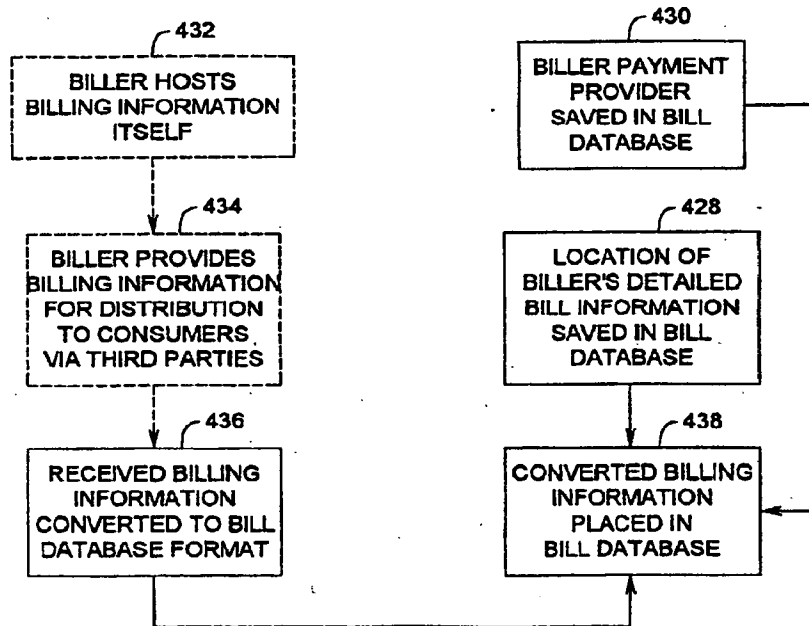 432
BILLER HOSTS
BILLING INFORMATION
ITSELF
434
BILLER PROVIDES
BILLING INFORMATION
FOR DISTRIBUTION
TO CONSUMERS
VIA THIRD PARTIES
436
RECEIVED BILLING
INFORMATION
CONVERTED TO BILL
DATABASE FORMAT
430
BILLER PAYMENT
PROVIDER
SAVED IN BILL
DATABASE
428
LOCATION OF
BILLER'S DETAILED
BILL INFORMATION
SAVED IN BILL
DATABASE
438
CONVERTED BILLING
INFORMATION
PLACED IN
BILL DATABASE